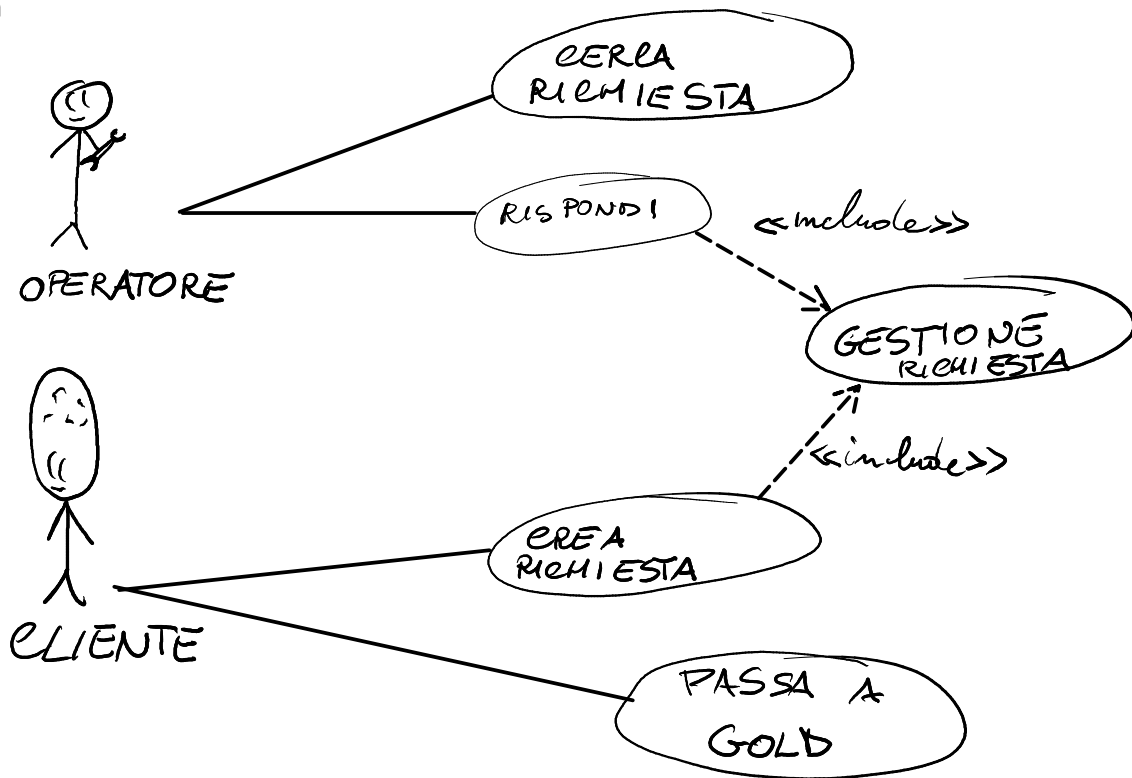 CERCA
RICHIESTA
RISPONDI
<<include>>
OPERATORE
GESTIONE
RICHIESTA
<<include>>
CREA
RICHIESTA
CLIENTE
PASSA A
GOLD